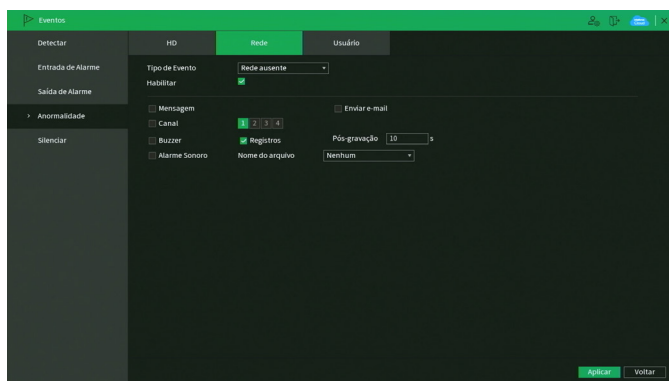 Eventos
Detectar
Entrada de Alarme
Saída de Alarme
> Anormalidade
Silenciar
HD Rede Usuário
Tipo de Evento Rede ausente
Habilitar
Mensagem Enviar e-mail
Canal 1 2 3 4
Buzzer Registros Pós-gravação 10 s
Alarme Sonoro Nome do arquivo Nenhum
Aplicar Voltar